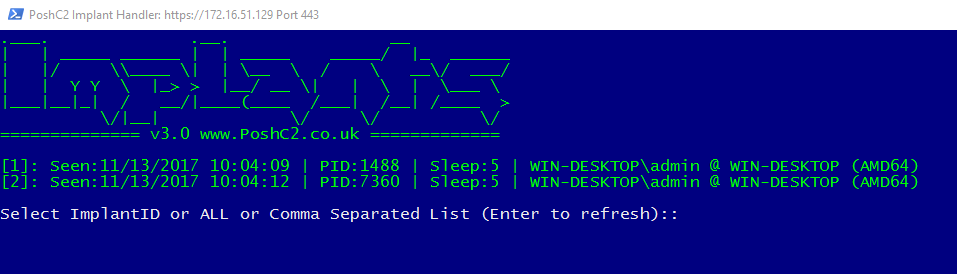 PoshC2 Implant Handler: https://172.16.51.129 Port 443
Implants
============== v3.0 www.PoshC2.co.uk =============
[1]: Seen:11/13/2017 10:04:09 | PID:1488 | Sleep:5 | WIN-DESKTOP\admin @ WIN-DESKTOP (AMD64)
[2]: Seen:11/13/2017 10:04:12 | PID:7360 | Sleep:5 | WIN-DESKTOP\admin @ WIN-DESKTOP (AMD64)
Select ImplantID or ALL or Comma Separated List (Enter to refresh)::